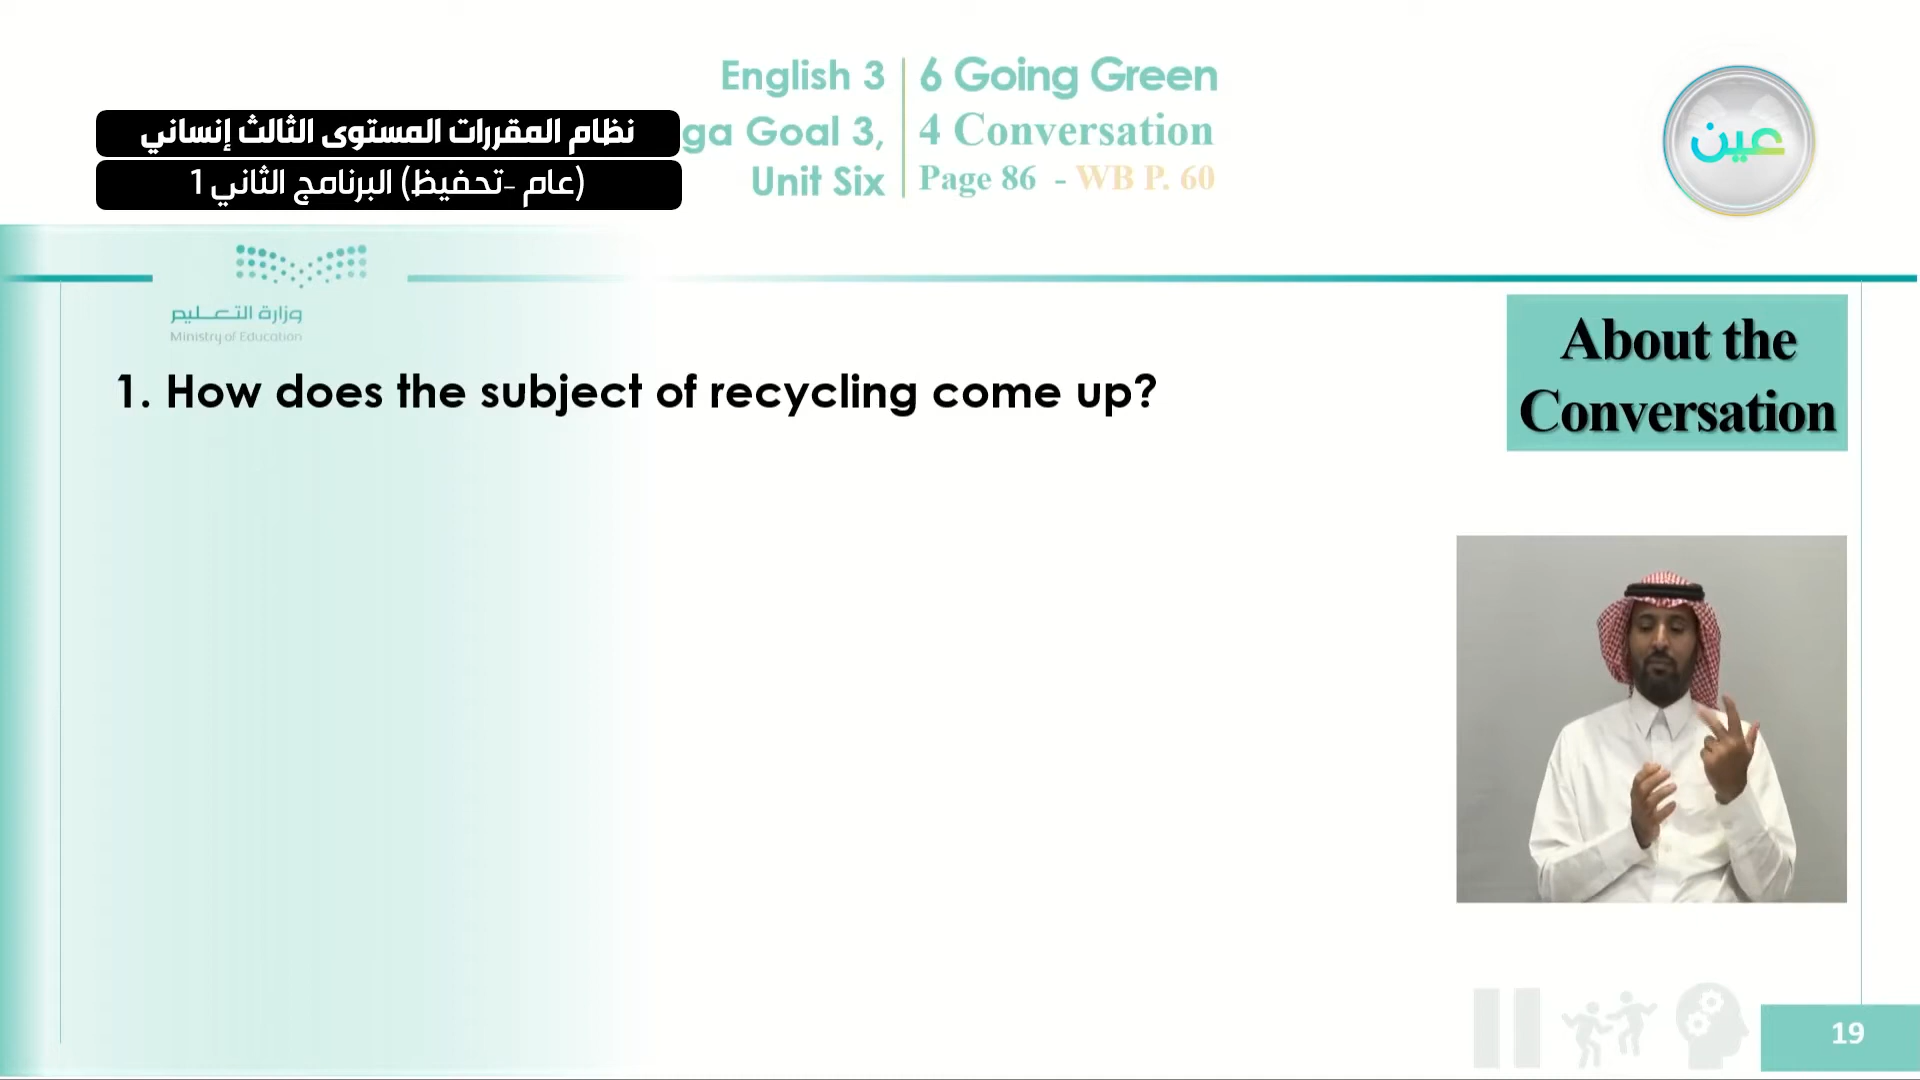 English 3
6 Going Green
نظام المقررات المستوى الثالث إنساني
ga Goal 3,
4 Conversation
(عام -تحفيظ) البرنامج الثاني 1
Unit Six
Page 86 - WB P. 60
عين
وزارة التعليم
Ministry of Education
About the
Conversation
1. How does the subject of recycling come up?
19